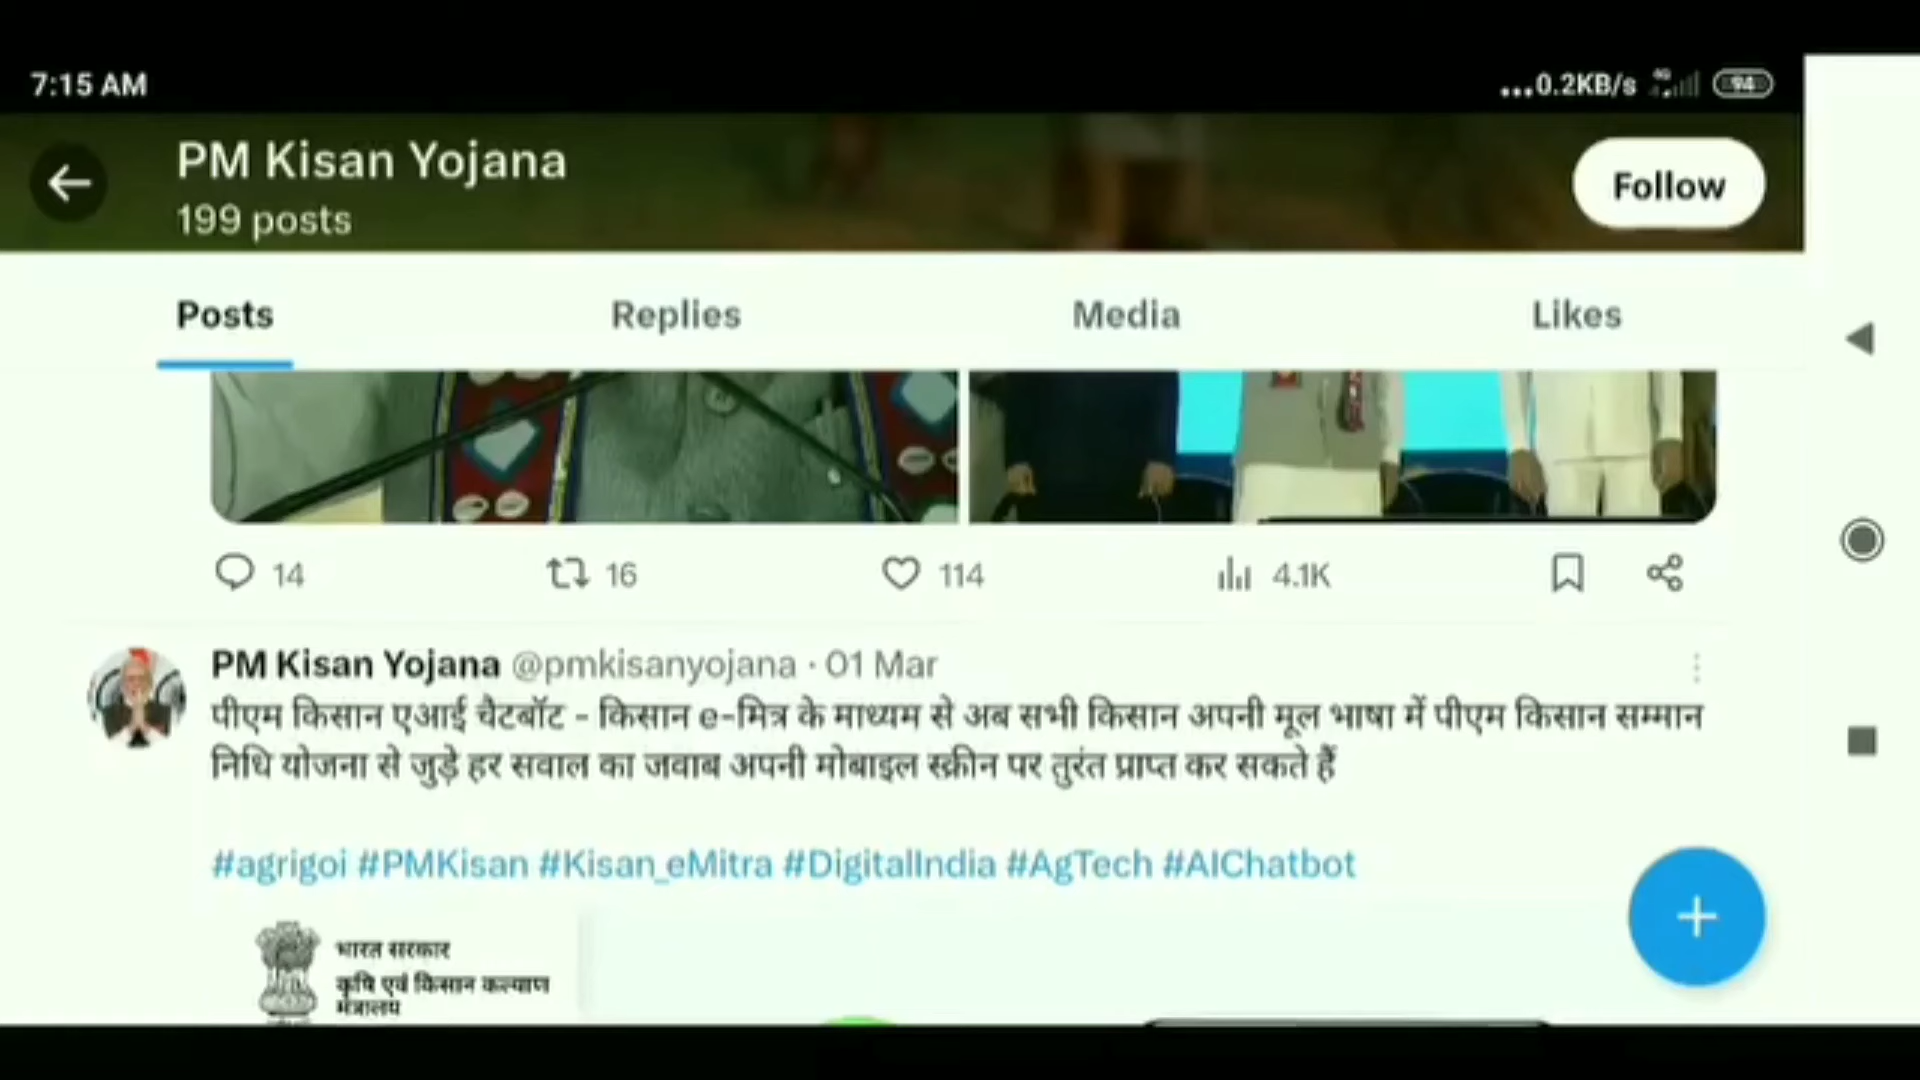 7:15 AM
...0.2KB/s 4G 94
PM Kisan Yojana
199 posts
Follow
Posts Replies Media Likes
14 16 114 4.1K
PM Kisan Yojana @pmkisanyojana · 01 Mar
पीएम किसान एआई चैटबॉट - किसान e-मित्र के माध्यम से अब सभी किसान अपनी मूल भाषा में पीएम किसान सम्मान
निधि योजना से जुड़े हर सवाल का जवाब अपनी मोबाइल स्क्रीन पर तुरंत प्राप्त कर सकते हैं
#agrigoi #PMKisan #Kisan_eMitra #DigitalIndia #AgTech #AIChatbot
भारत सरकार
कृषि एवं किसान कल्याण
मंत्रालय